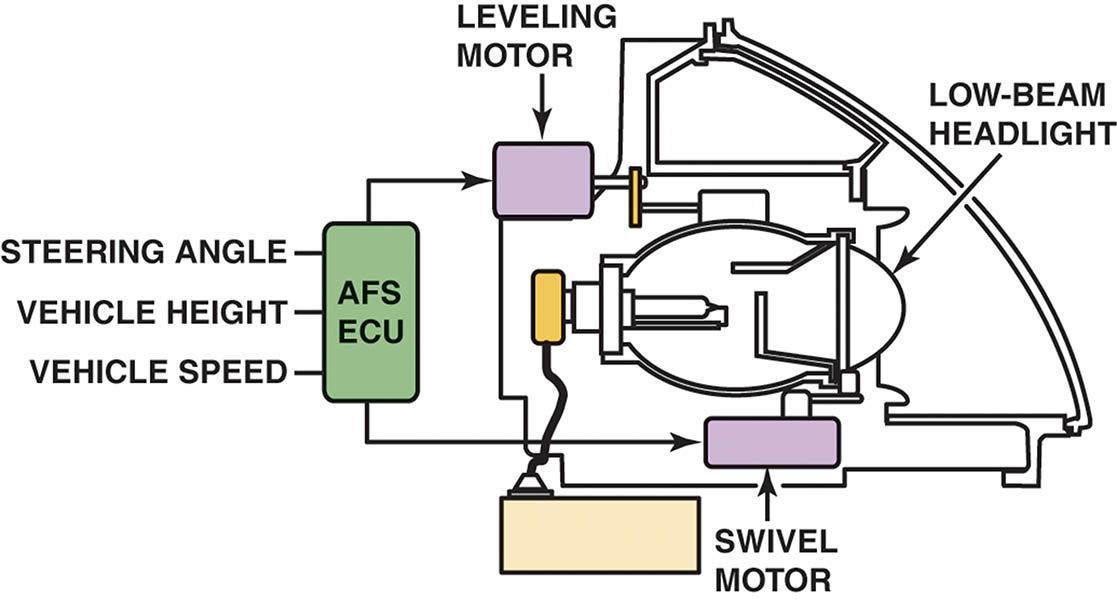 LEVELING
MOTOR
LOW-BEAM
HEADLIGHT
STEERING ANGLE
VEHICLE HEIGHT
VEHICLE SPEED
AFS
ECU
SWIVEL
MOTOR